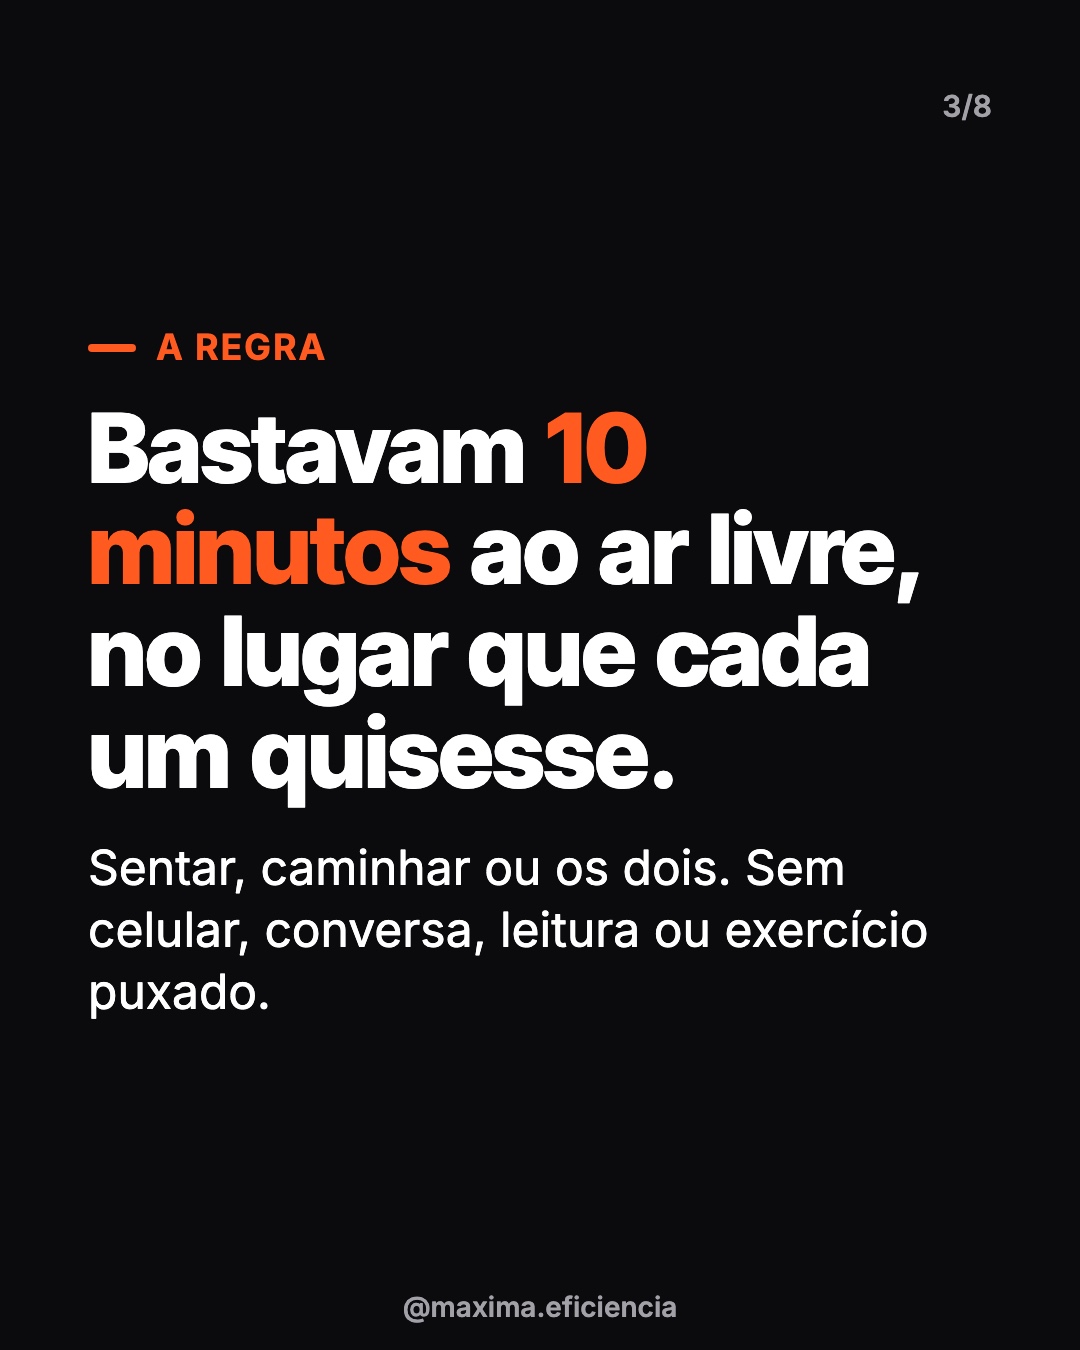 3/8
A REGRA
Bastavam 10
minutos ao ar livre,
no lugar que cada
um quisesse.
Sentar, caminhar ou os dois. Sem
celular, conversa, leitura ou exercício
puxado.
@maxima.eficiencia